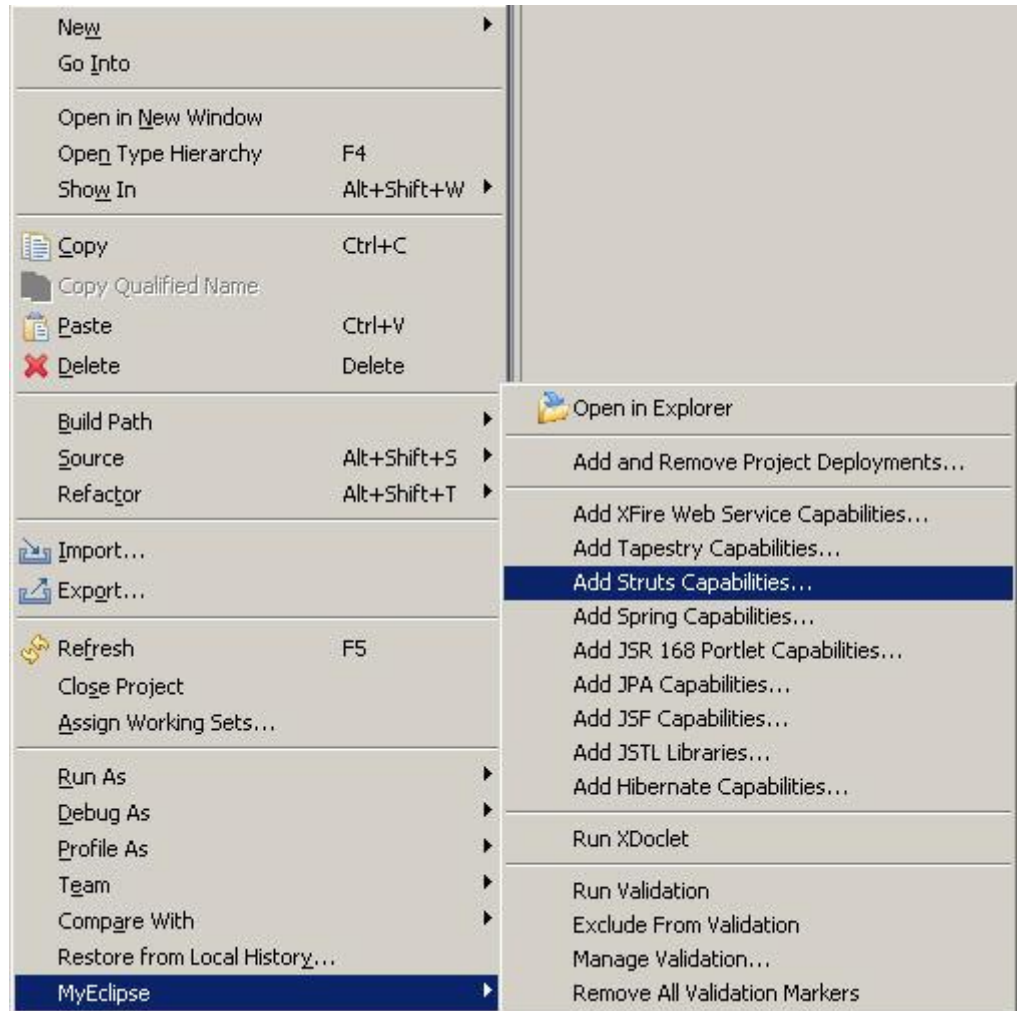 New
Go Into
Open in New Window
Open Type Hierarchy F4
Show In Alt+Shift+W
Copy Ctrl+C
Copy Qualified Name
Paste Ctrl+V
Delete Delete
Build Path
Source Alt+Shift+S
Refactor Alt+Shift+T
Import...
Export...
Refresh F5
Close Project
Assign Working Sets...
Run As
Debug As
Profile As
Team
Compare With
Restore from Local History...
MyEclipse
Open in Explorer
Add and Remove Project Deployments...
Add XFire Web Service Capabilities...
Add Tapestry Capabilities...
Add Struts Capabilities...
Add Spring Capabilities...
Add JSR 168 Portlet Capabilities...
Add JPA Capabilities...
Add JSF Capabilities...
Add JSTL Libraries...
Add Hibernate Capabilities...
Run XDoclet
Run Validation
Exclude From Validation
Manage Validation...
Remove All Validation Markers